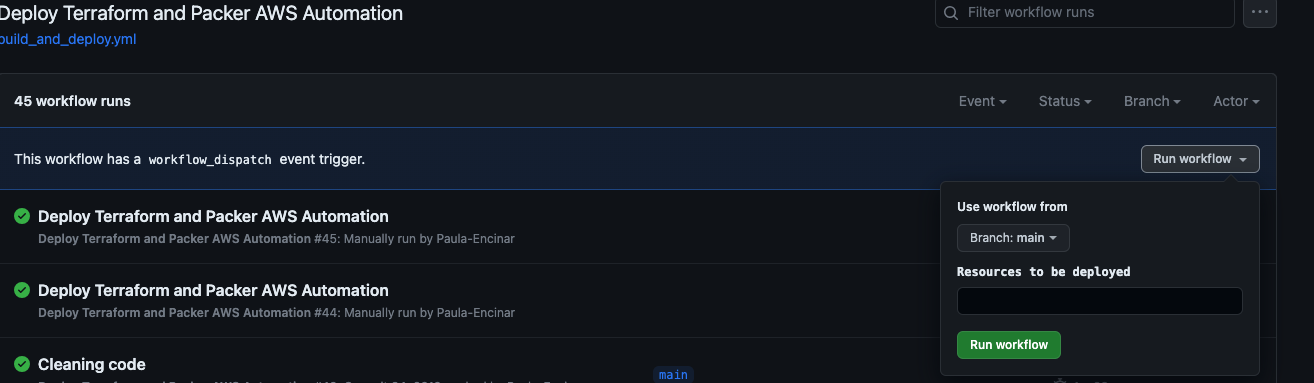 Deploy Terraform and Packer AWS Automation
Filter workflow runs
build_and_deploy.yml
45 workflow runs
Event
Status
Branch
Actor
This workflow has a workflow_dispatch event trigger.
Run workflow
Use workflow from
Branch: main
Resources to be deployed
Run workflow
Deploy Terraform and Packer AWS Automation
Deploy Terraform and Packer AWS Automation #45: Manually run by Paula-Encinar
Deploy Terraform and Packer AWS Automation
Deploy Terraform and Packer AWS Automation #44: Manually run by Paula-Encinar
Cleaning code
main